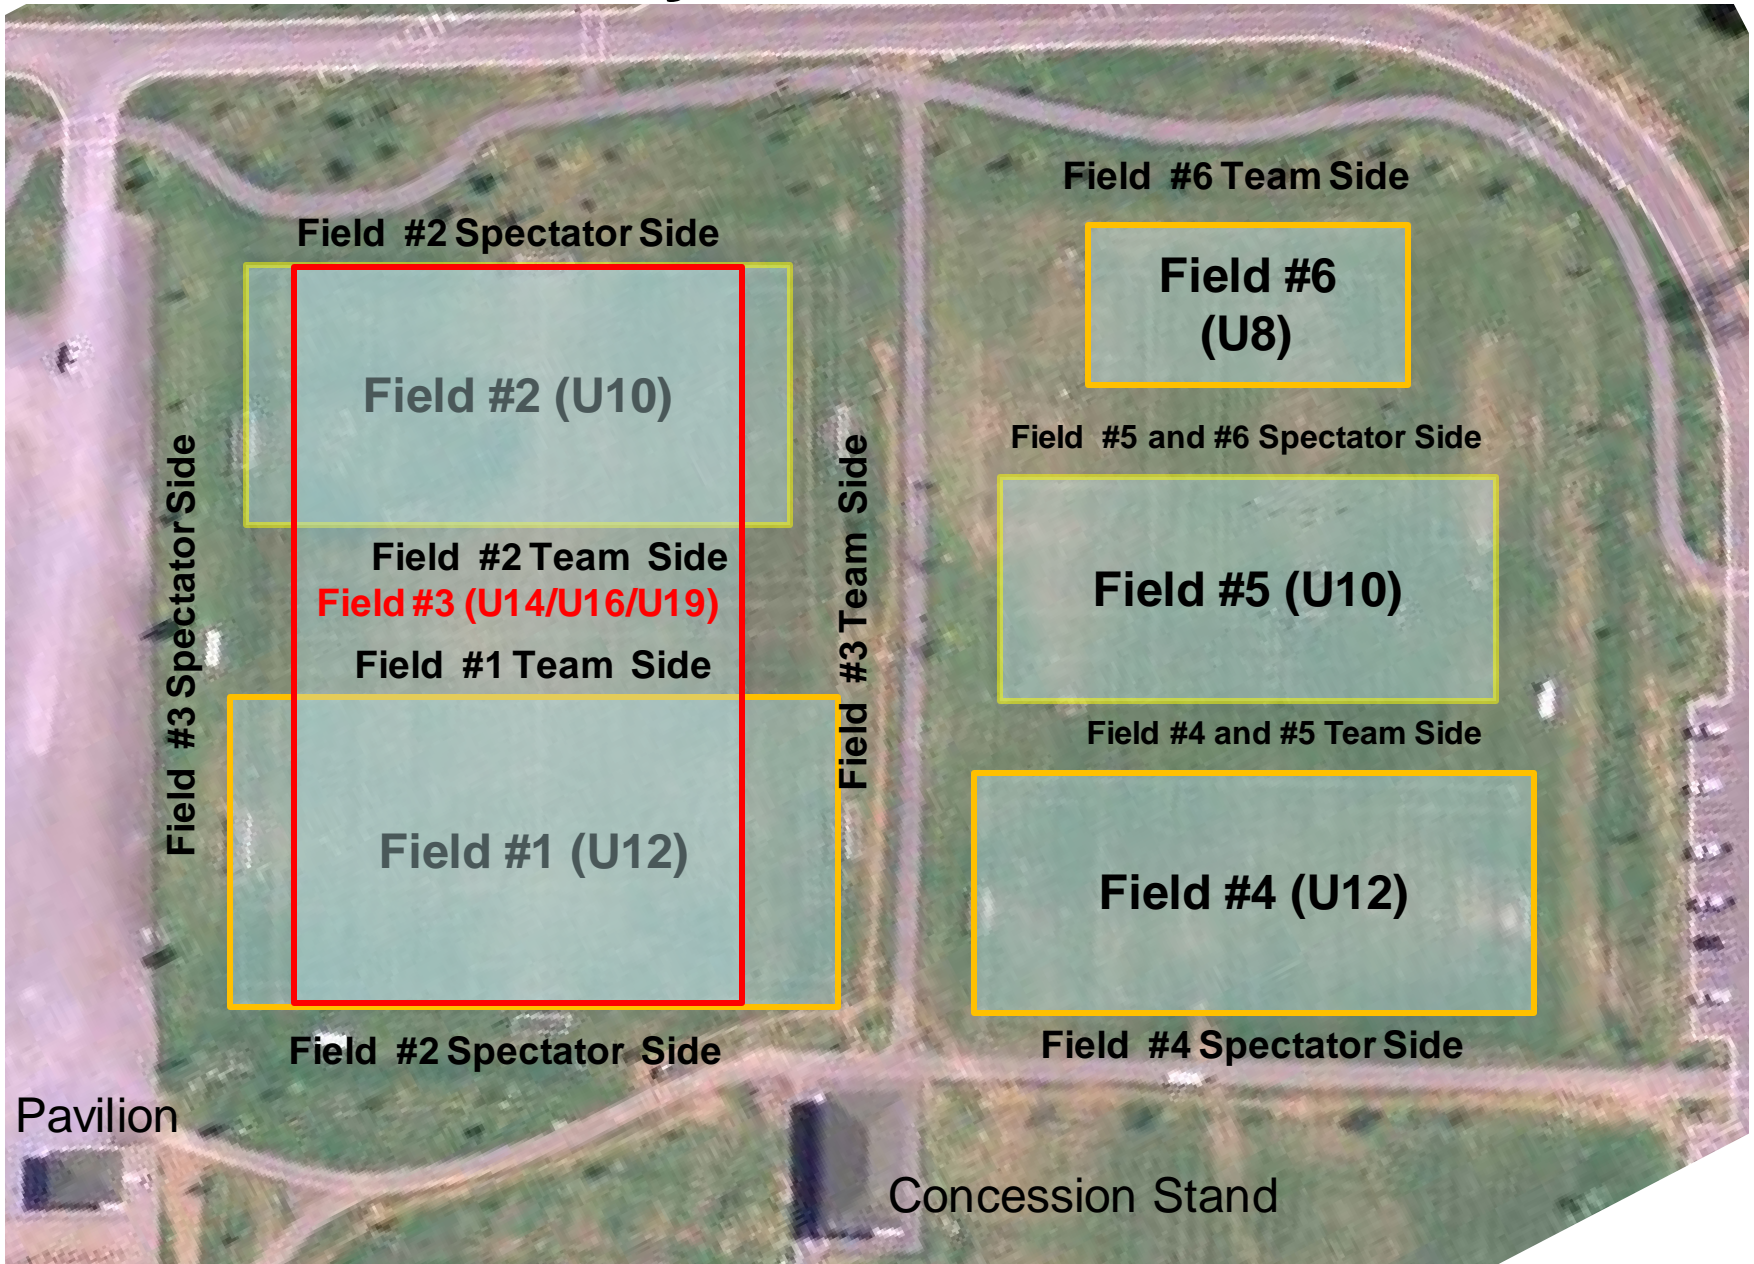 Field #6 Team Side
Field #2 Spectator Side
Field #6
(U8)
Field #2 (U10)
Field #5 and #6 Spectator Side
Field #3 Spectator Side
Field #3 Team Side
Field #2 Team Side
Field #3 (U14/U16/U19)
Field #5 (U10)
Field #1 Team Side
Field #4 and #5 Team Side
Field #1 (U12)
Field #4 (U12)
Field #2 Spectator Side
Field #4 Spectator Side
Pavilion
Concession Stand